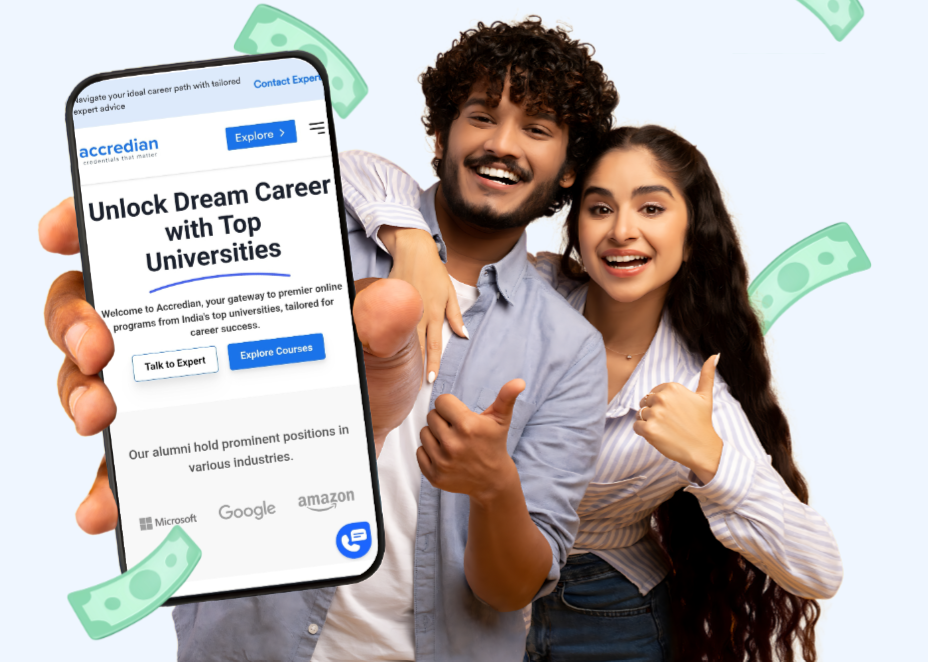 Navigate your ideal career path with tailored
expert advice
Contact Expert
accredian
credentials that matter
Explore
Unlock Dream Career
with Top
Universities
Welcome to Accredian, your gateway to premier online
programs from India's top universities, tailored for
career success.
Talk to Expert
Explore Courses
Our alumni hold prominent positions in
various industries.
Microsoft
Google
amazon